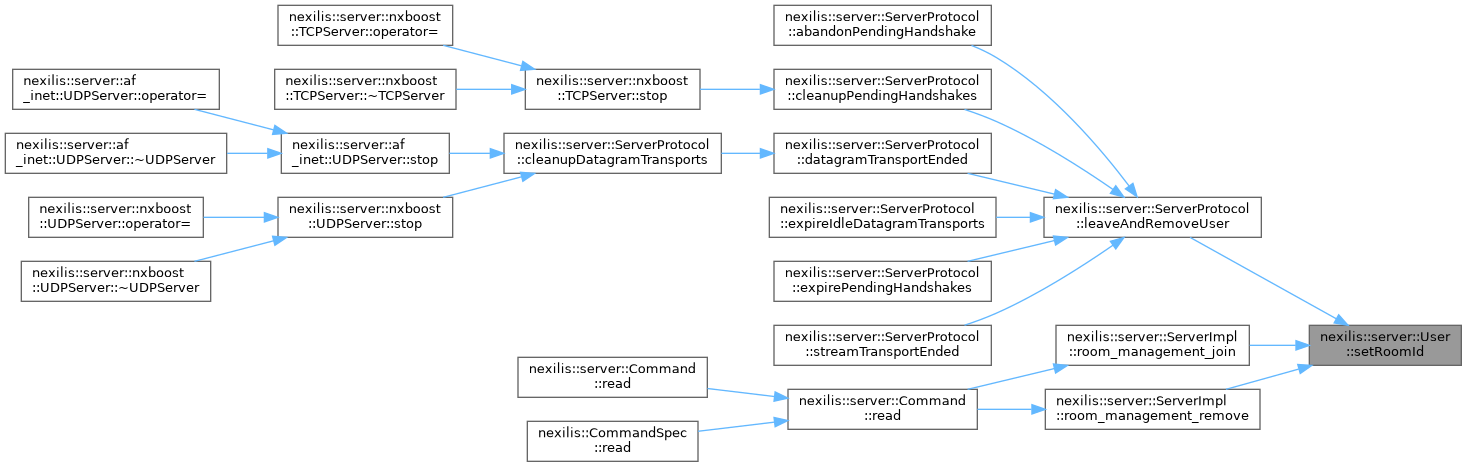 nexilis::server::nxboost
::TCPServer::operator=
nexilis::server::ServerProtocol
::abandonPendingHandshake
nexilis::server::af
_inet::UDPServer::operator=
nexilis::server::nxboost
::TCPServer::~TCPServer
nexilis::server::nxboost
::TCPServer::stop
nexilis::server::ServerProtocol
::cleanupPendingHandshakes
nexilis::server::af
_inet::UDPServer::~UDPServer
nexilis::server::af
_inet::UDPServer::stop
nexilis::server::ServerProtocol
::cleanupDatagramTransports
nexilis::server::ServerProtocol
::datagramTransportEnded
nexilis::server::nxboost
::UDPServer::operator=
nexilis::server::nxboost
::UDPServer::stop
nexilis::server::ServerProtocol
::expireIdleDatagramTransports
nexilis::server::ServerProtocol
::leaveAndRemoveUser
nexilis::server::nxboost
::UDPServer::~UDPServer
nexilis::server::ServerProtocol
::expirePendingHandshakes
nexilis::server::ServerProtocol
::streamTransportEnded
nexilis::server::ServerImpl
::room_management_join
nexilis::server::User
::setRoomId
nexilis::server::Command
::read
nexilis::server::Command
::read
nexilis::server::ServerImpl
::room_management_remove
nexilis::CommandSpec
::read